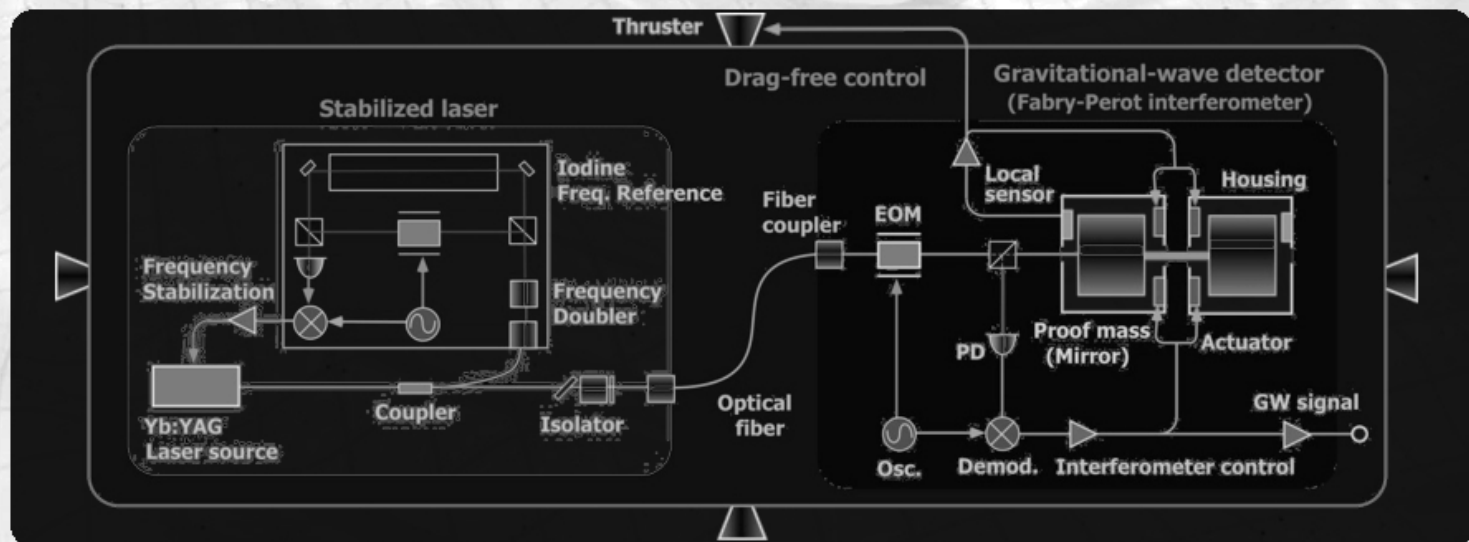 Thruster
Drag-free control
Gravitational-wave detector
(Fabry-Perot interferometer)
Stabilized laser
Iodine
Freq. Reference
Local
sensor
Housing
Fiber
coupler
EOM
Frequency
Stabilization
Frequency
Doubler
Proof mass
(Mirror)
Actuator
PD
Coupler
Isolator
Optical
fiber
GW signal
Yb:YAG
Laser source
Osc.
Demod.
Interferometer control